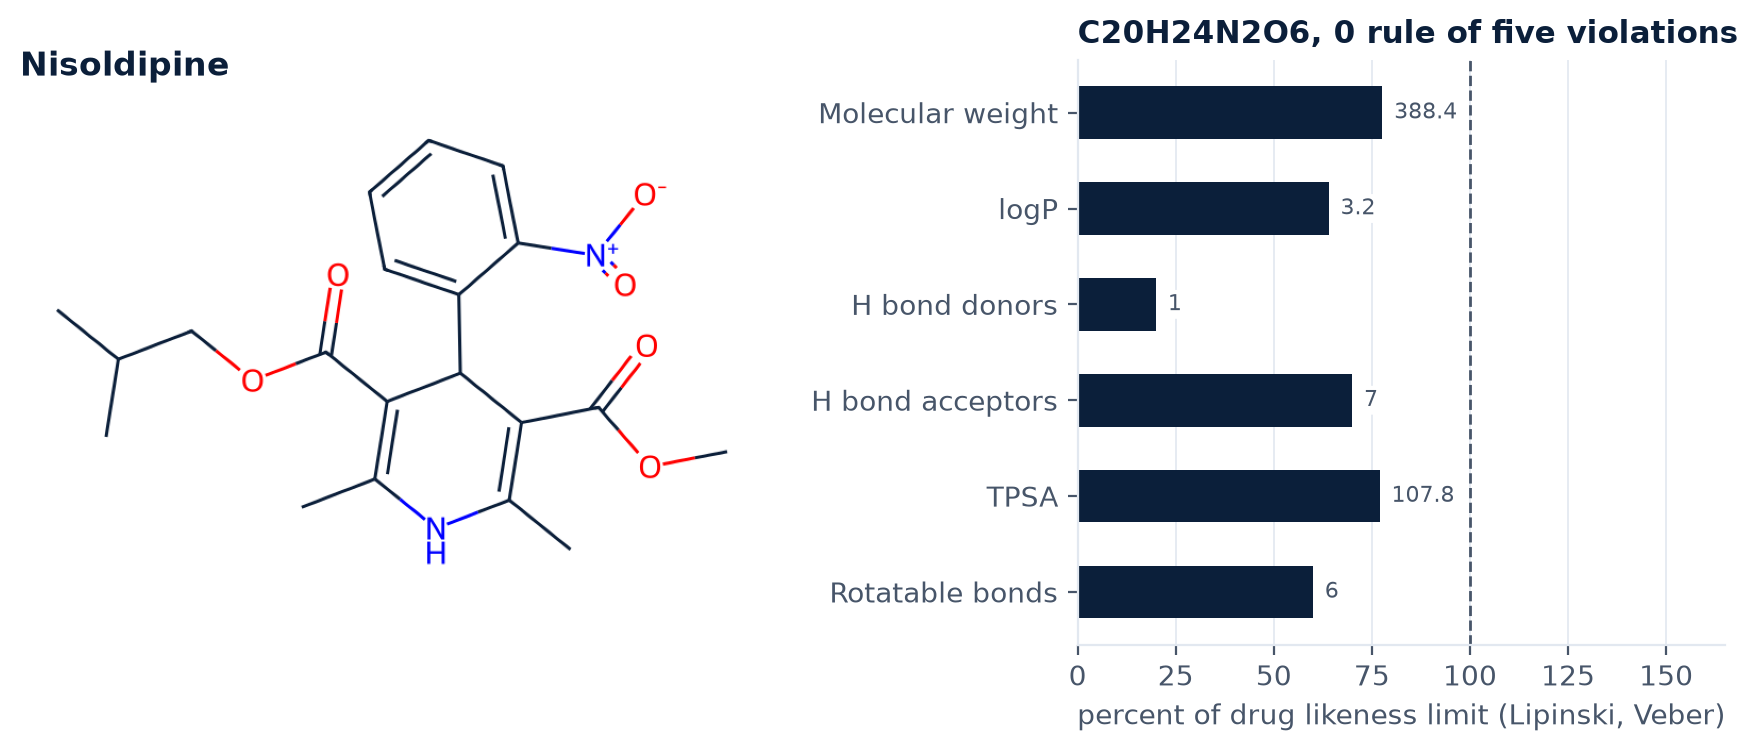 Nisoldipine
O⁻
N⁺
O
O
O
O
O
N
H
C20H24N2O6, 0 rule of five violations
Molecular weight 388.4
logP 3.2
H bond donors 1
H bond acceptors 7
TPSA 107.8
Rotatable bonds 6
0 25 50 75 100 125 150
percent of drug likeness limit (Lipinski, Veber)